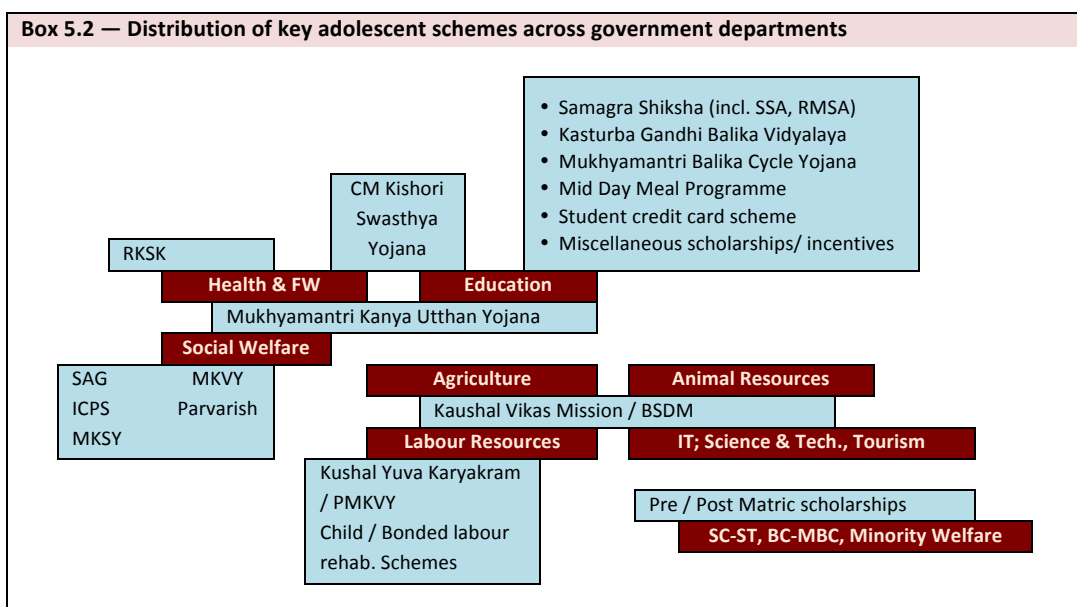 Box 5.2 — Distribution of key adolescent schemes across government departments
• Samagra Shiksha (incl. SSA, RMSA)
• Kasturba Gandhi Balika Vidyalaya
• Mukhyamantri Balika Cycle Yojana
• Mid Day Meal Programme
• Student credit card scheme
• Miscellaneous scholarships/ incentives
CM Kishori
Swasthya
Yojana
RKSK
Health & FW
Education
Mukhyamantri Kanya Utthan Yojana
Social Welfare
SAG MKVY
ICPS Parvarish
MKSY
Agriculture
Animal Resources
Kaushal Vikas Mission / BSDM
Labour Resources
IT; Science & Tech., Tourism
Kushal Yuva Karyakram
/ PMKVY
Child / Bonded labour
rehab. Schemes
Pre / Post Matric scholarships
SC-ST, BC-MBC, Minority Welfare